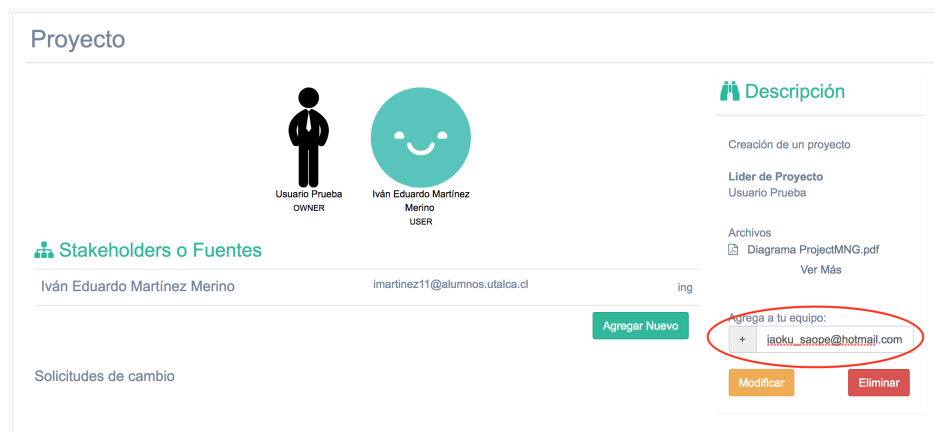 Proyecto
Usuario Prueba
OWNER
Iván Eduardo Martínez
Merino
USER
Stakeholders o Fuentes
Iván Eduardo Martínez Merino imartinez11@alumnos.utalca.cl ing
Agregar Nuevo
Solicitudes de cambio
Descripción
Creación de un proyecto
Lider de Proyecto
Usuario Prueba
Archivos
Diagrama ProjectMNG.pdf
Ver Más
Agrega a tu equipo:
+ iaoku_saope@hotmail.com
Modificar Eliminar